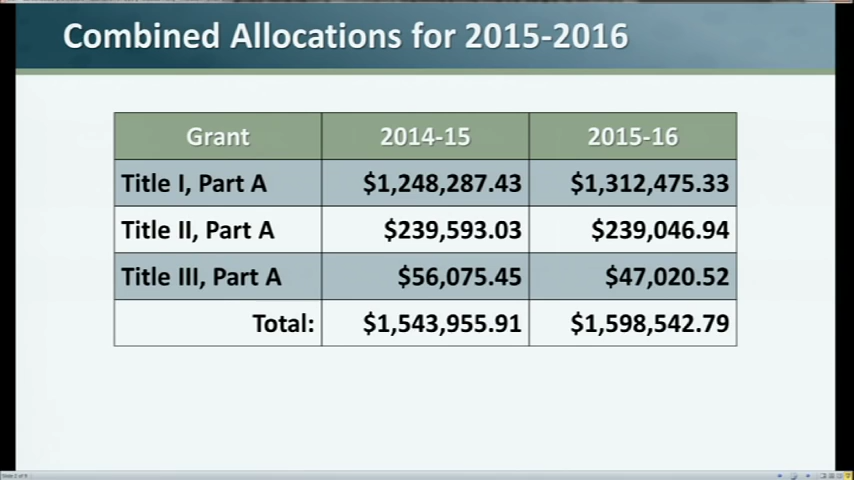 Combined Allocations for 2015-2016
Grant 2014-15 2015-16
Title I, Part A $1,248,287.43 $1,312,475.33
Title II, Part A $239,593.03 $239,046.94
Title III, Part A $56,075.45 $47,020.52
Total: $1,543,955.91 $1,598,542.79